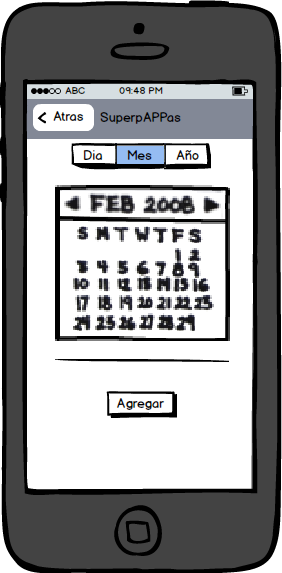 ABC 09:48 PM
Atras SuperpAPPas
Dia Mes Año
FEB 2008
S M T W T F S
1 2
3 4 5 6 7 8 9
10 11 12 13 14 15 16
17 18 19 20 21 22 23
24 25 26 27 28 29
Agregar